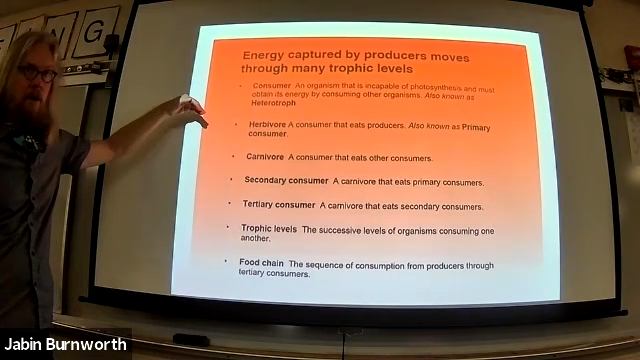 NG
Energy captured by producers moves
through many trophic levels
• Consumer An organism that is incapable of photosynthesis and must
obtain its energy by consuming other organisms. Also known as
Heterotroph
• Herbivore A consumer that eats producers. Also known as Primary
consumer.
• Carnivore A consumer that eats other consumers.
• Secondary consumer A carnivore that eats primary consumers.
• Tertiary consumer A carnivore that eats secondary consumers.
• Trophic levels The successive levels of organisms consuming one
another.
• Food chain The sequence of consumption from producers through
tertiary consumers.
Jabin Burnworth